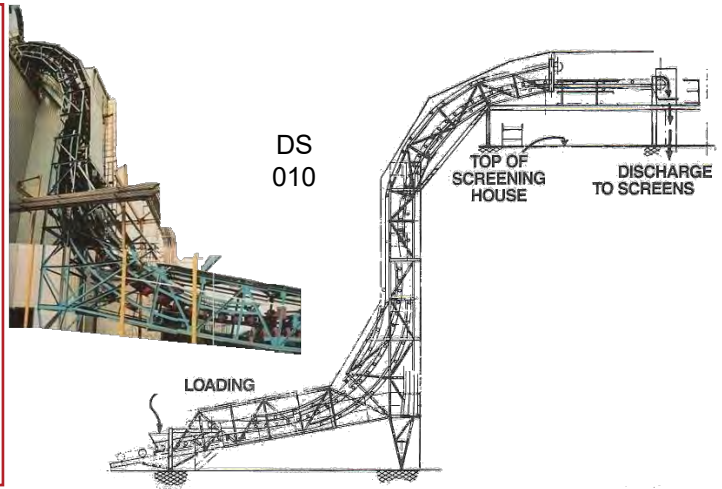 DS
010
TOP OF
SCREENING
HOUSE
DISCHARGE
TO SCREENS
LOADING